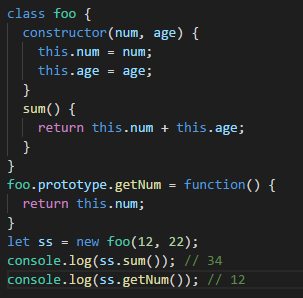 class foo {
  constructor(num, age) {
    this.num = num;
    this.age = age;
  }
  sum() {
    return this.num + this.age;
  }
}
foo.prototype.getNum = function() {
  return this.num;
}
let ss = new foo(12, 22);
console.log(ss.sum()); // 34
console.log(ss.getNum()); // 12